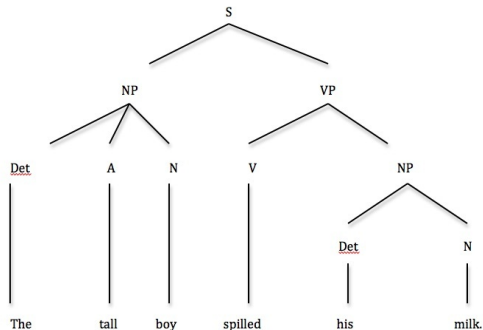 S
NP VP
Det A N V NP
Det N
The tall boy spilled his milk.